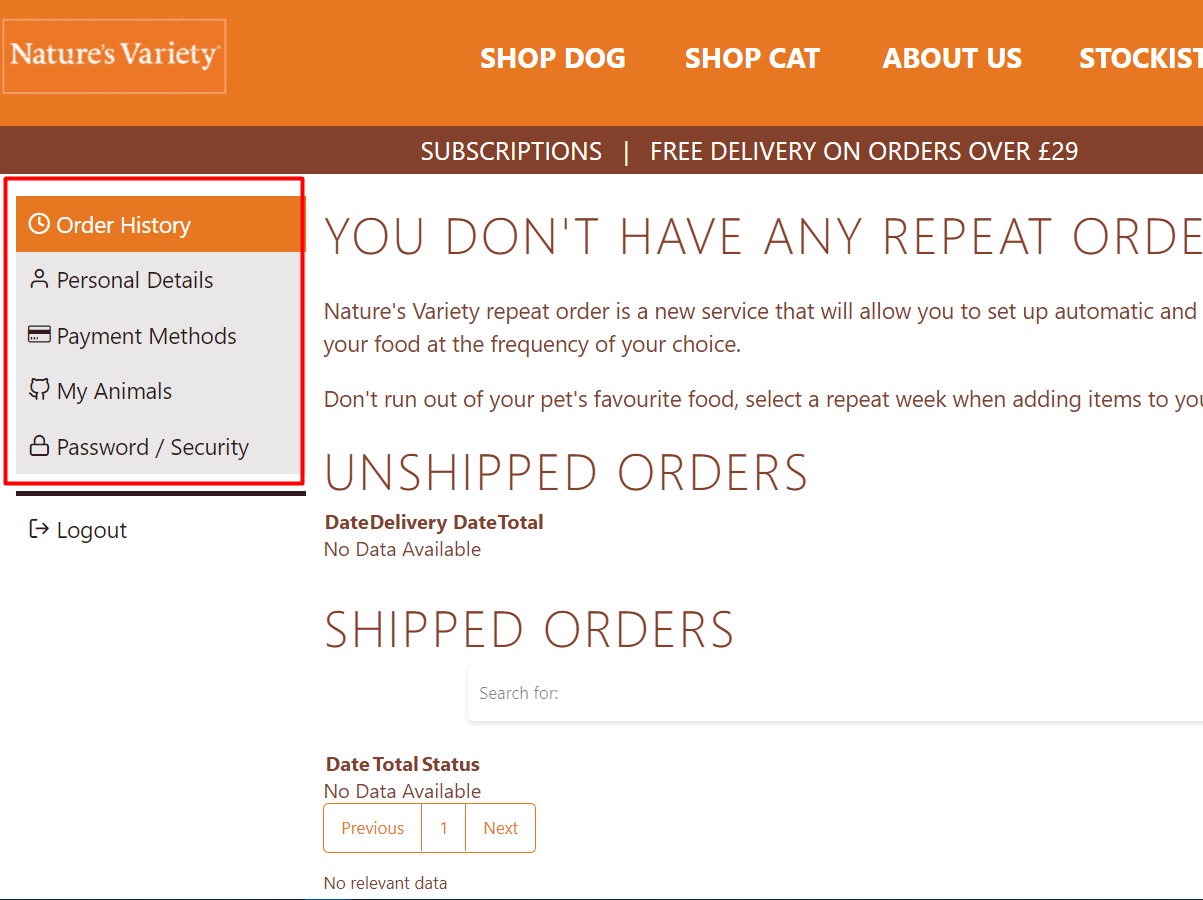 Nature's Variety
SHOP DOG SHOP CAT ABOUT US STOCKIST
SUBSCRIPTIONS | FREE DELIVERY ON ORDERS OVER £29
Order History
Personal Details
Payment Methods
My Animals
Password / Security
Logout
YOU DON'T HAVE ANY REPEAT ORDE
Nature's Variety repeat order is a new service that will allow you to set up automatic and
your food at the frequency of your choice.
Don't run out of your pet's favourite food, select a repeat week when adding items to you
UNSHIPPED ORDERS
Date Delivery Date Total
No Data Available
SHIPPED ORDERS
Search for:
Date Total Status
No Data Available
Previous 1 Next
No relevant data